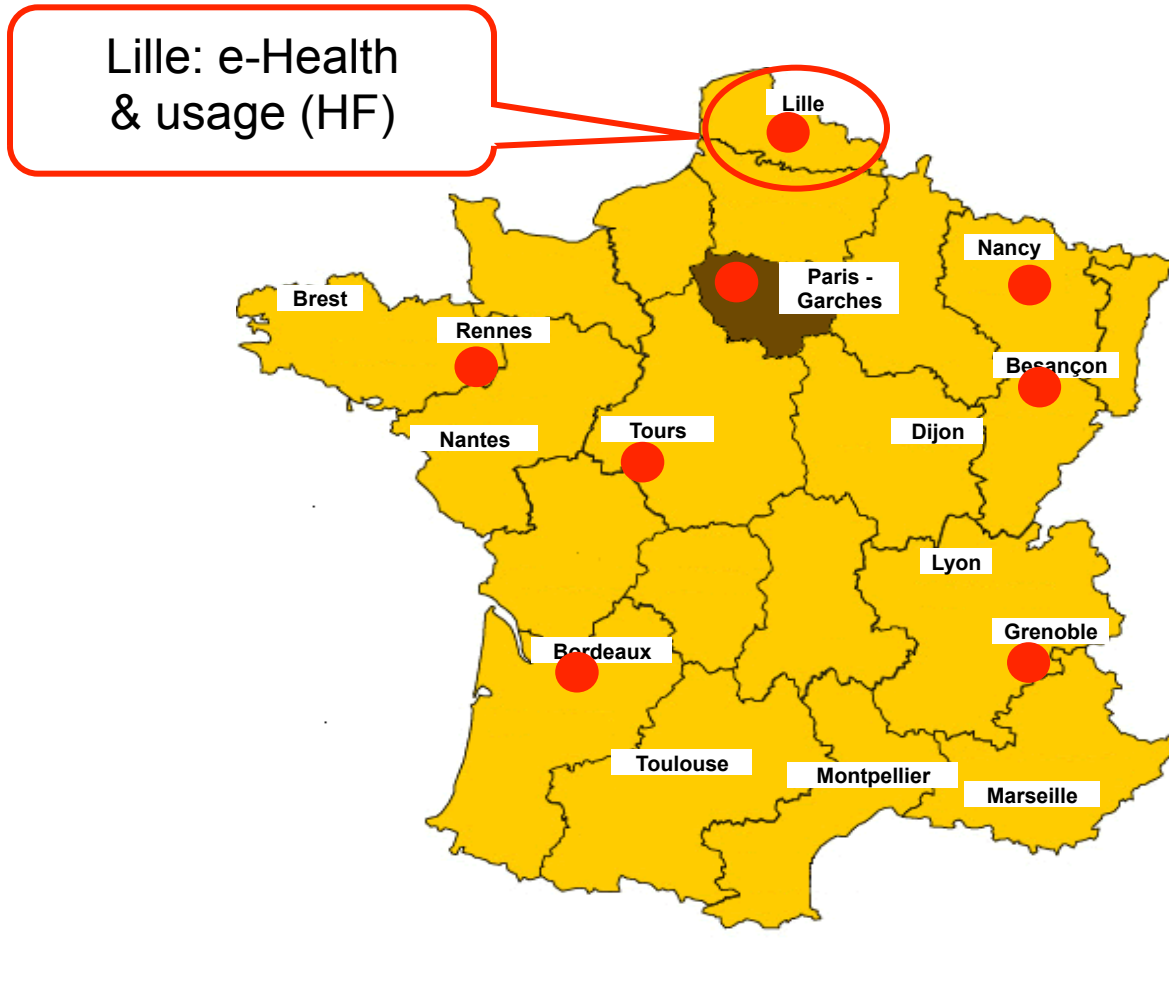 Lille: e-Health
& usage (HF)
Lille
Nancy
Paris -
Garches
Brest
Rennes
Besançon
Tours
Dijon
Nantes
Lyon
Grenoble
Bordeaux
Toulouse
Montpellier
Marseille